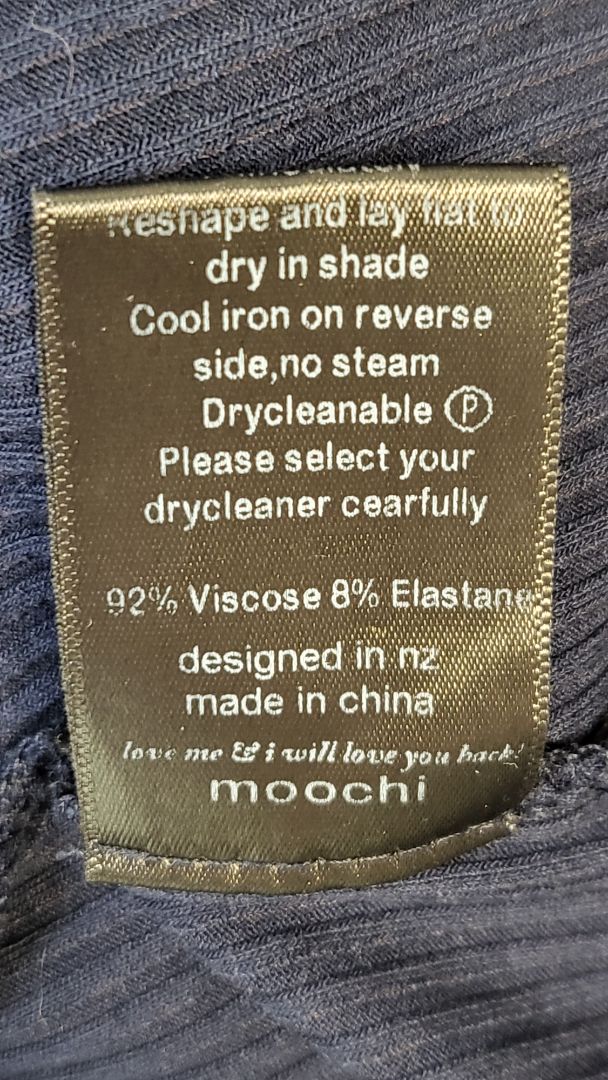 Reshape and lay flat to
dry in shade
Cool iron on reverse
side,no steam
Drycleanable Ⓟ
Please select your
drycleaner cearfully
92% Viscose 8% Elastane
designed in nz
made in china
love me & i will love you back!
moochi